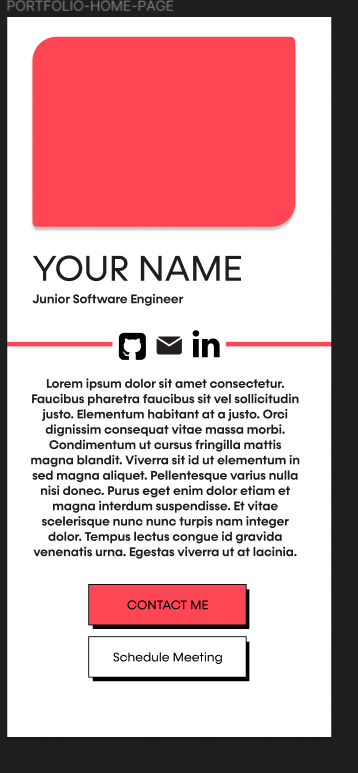 PORTFOLIO-HOME-PAGE
YOUR NAME
Junior Software Engineer
in
Lorem ipsum dolor sit amet consectetur.
Faucibus pharetra faucibus sit vel sollicitudin
justo. Elementum habitant at a justo. Orci
dignissim consequat vitae massa morbi.
Condimentum ut cursus fringilla mattis
magna blandit. Viverra sit id ut elementum in
sed magna aliquet. Pellentesque varius nulla
nisi donec. Purus eget enim dolor etiam et
magna interdum suspendisse. Et vitae
scelerisque nunc nunc turpis nam integer
dolor. Tempus lectus congue id gravida
venenatis urna. Egestas viverra ut at lacinia.
CONTACT ME
Schedule Meeting